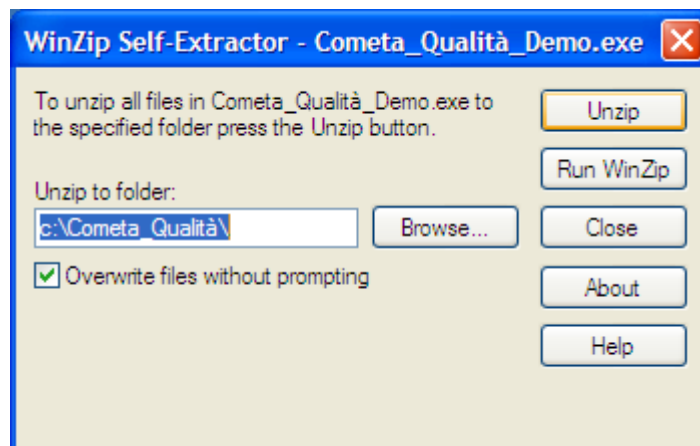 WinZip Self-Extractor - Cometa_Qualità_Demo.exe
To unzip all files in Cometa_Qualità_Demo.exe to
the specified folder press the Unzip button.
Unzip to folder:
c:\Cometa_Qualità\
Browse...
Overwrite files without prompting
Unzip
Run WinZip
Close
About
Help